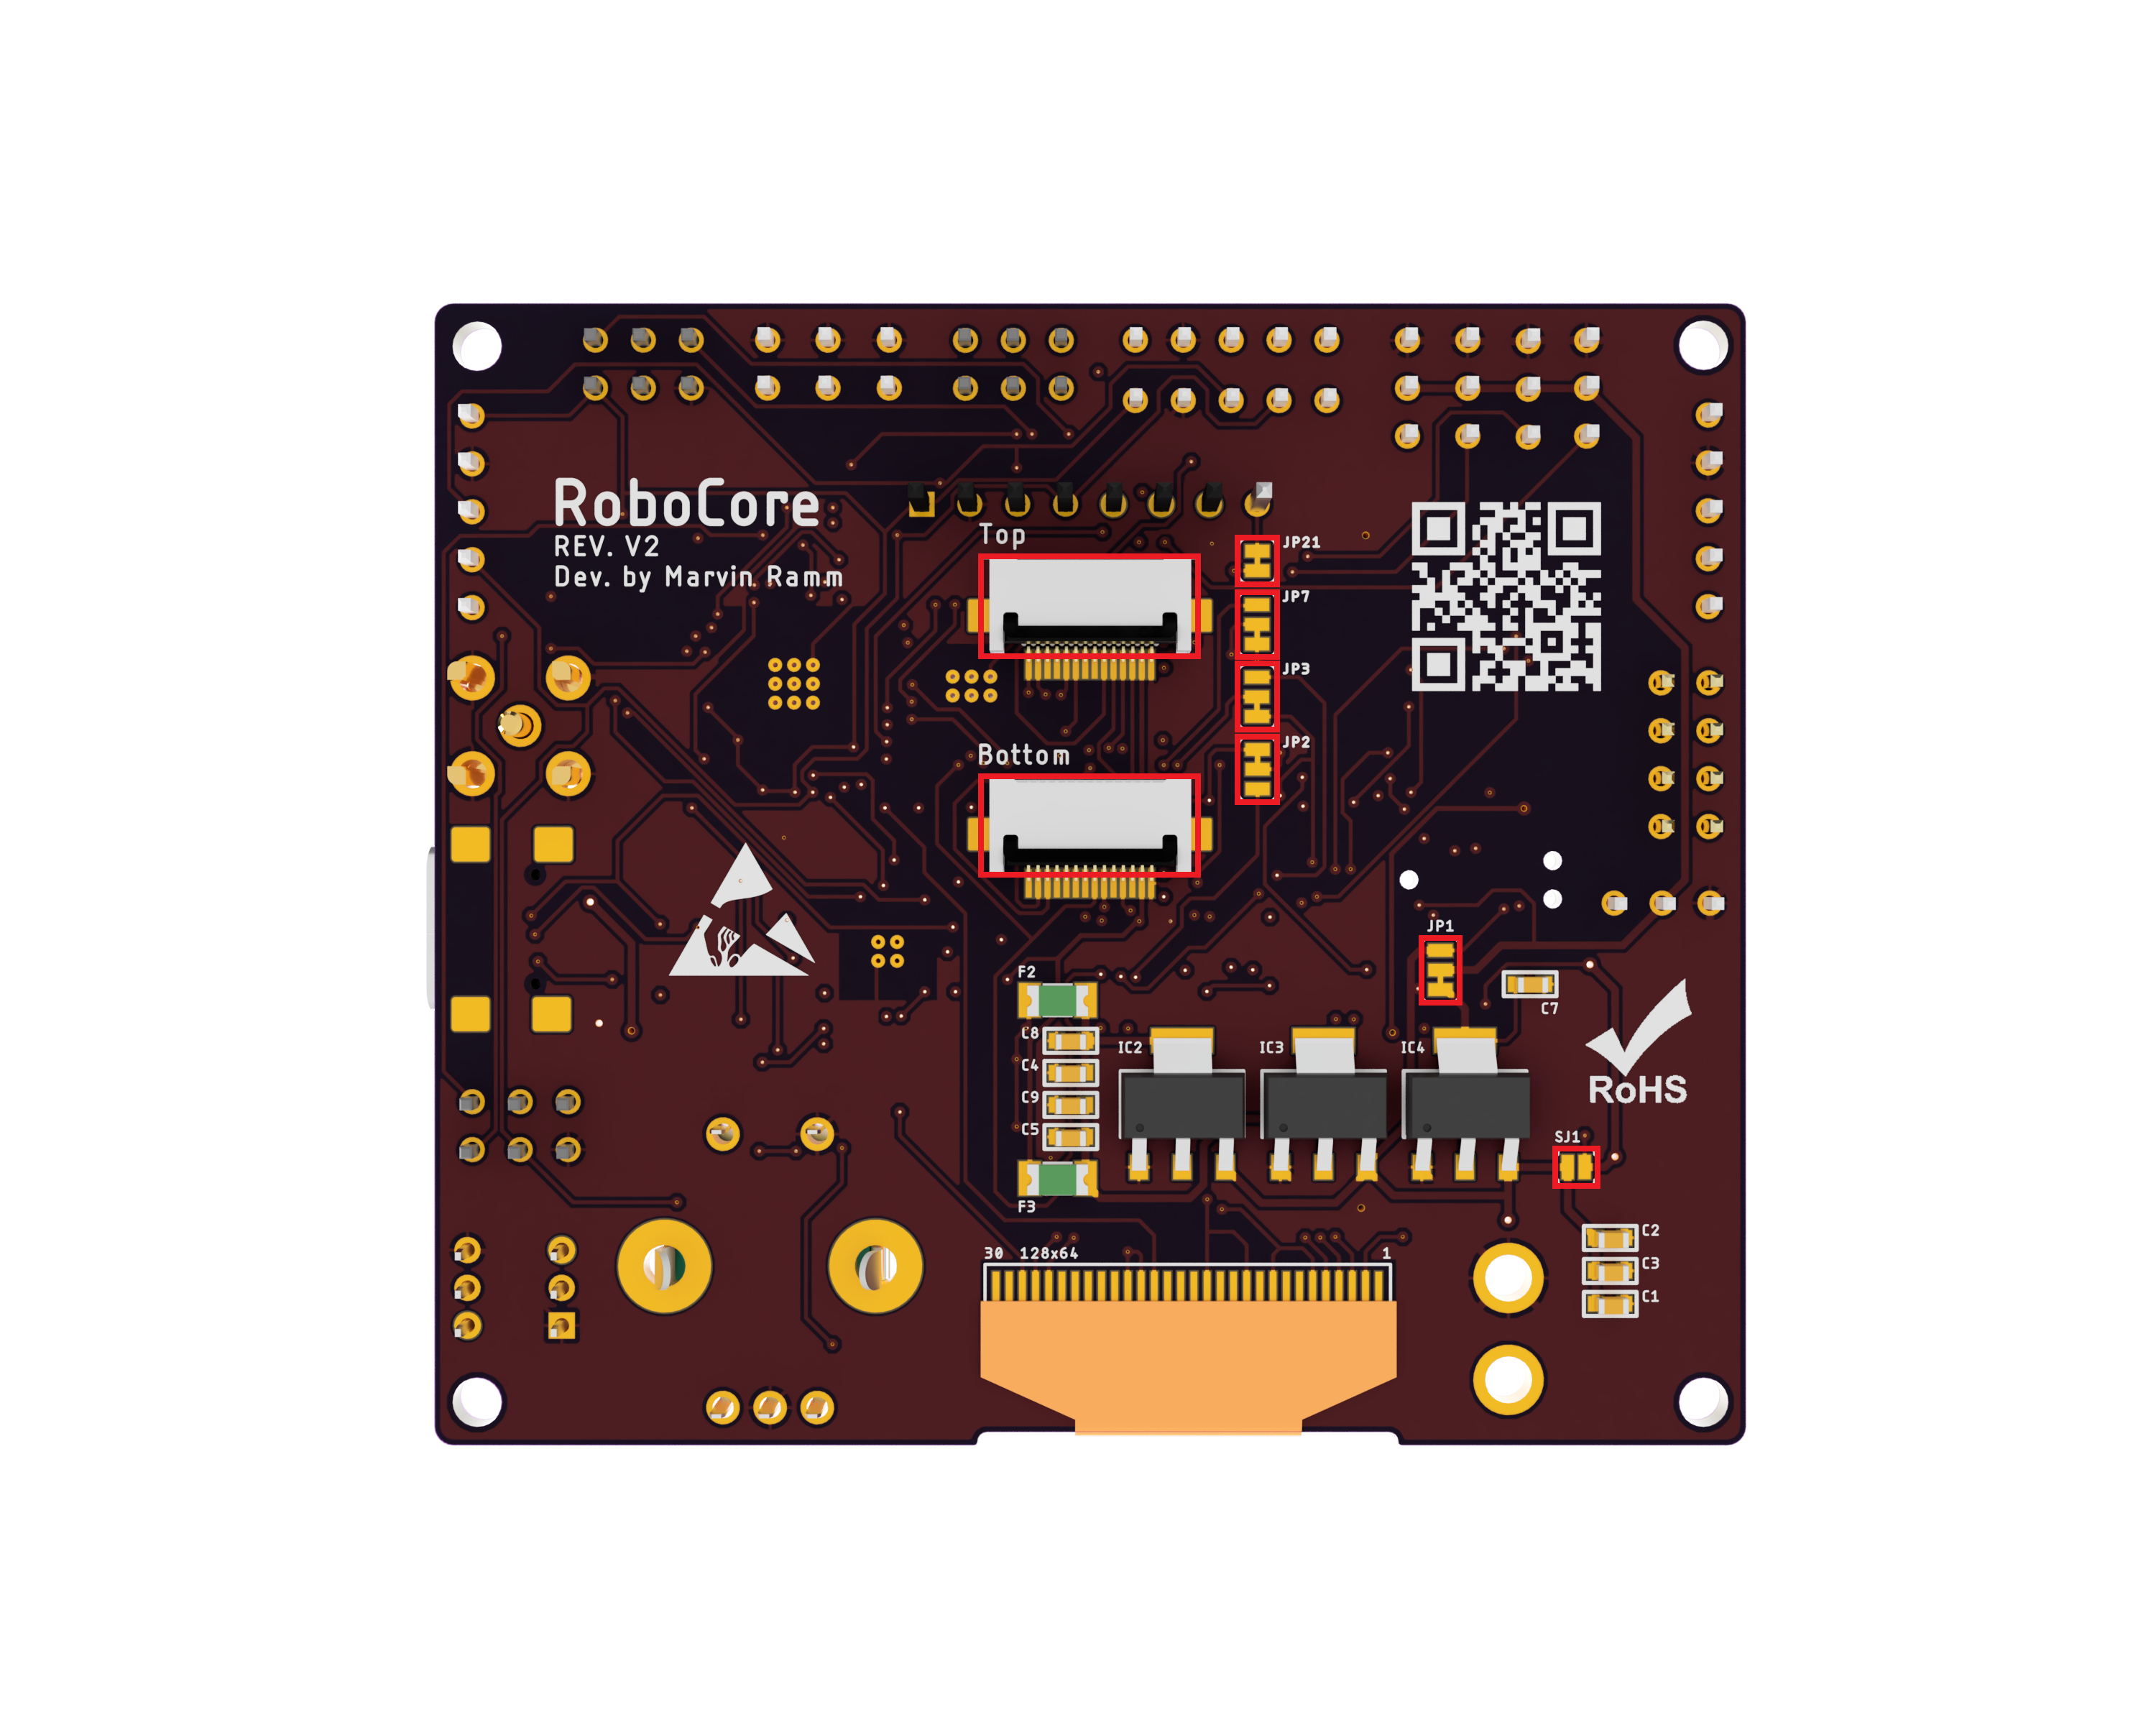 RoboCore
REV. V2
Dev. by Marvin Ramm
Top
JP21
JP7
JP3
Bottom
JP2
JP1
F2
C7
C8
IC2
IC3
IC4
C4
RoHS
C9
C5
SJ1
F3
C2
30 128x64
1
C3
C1